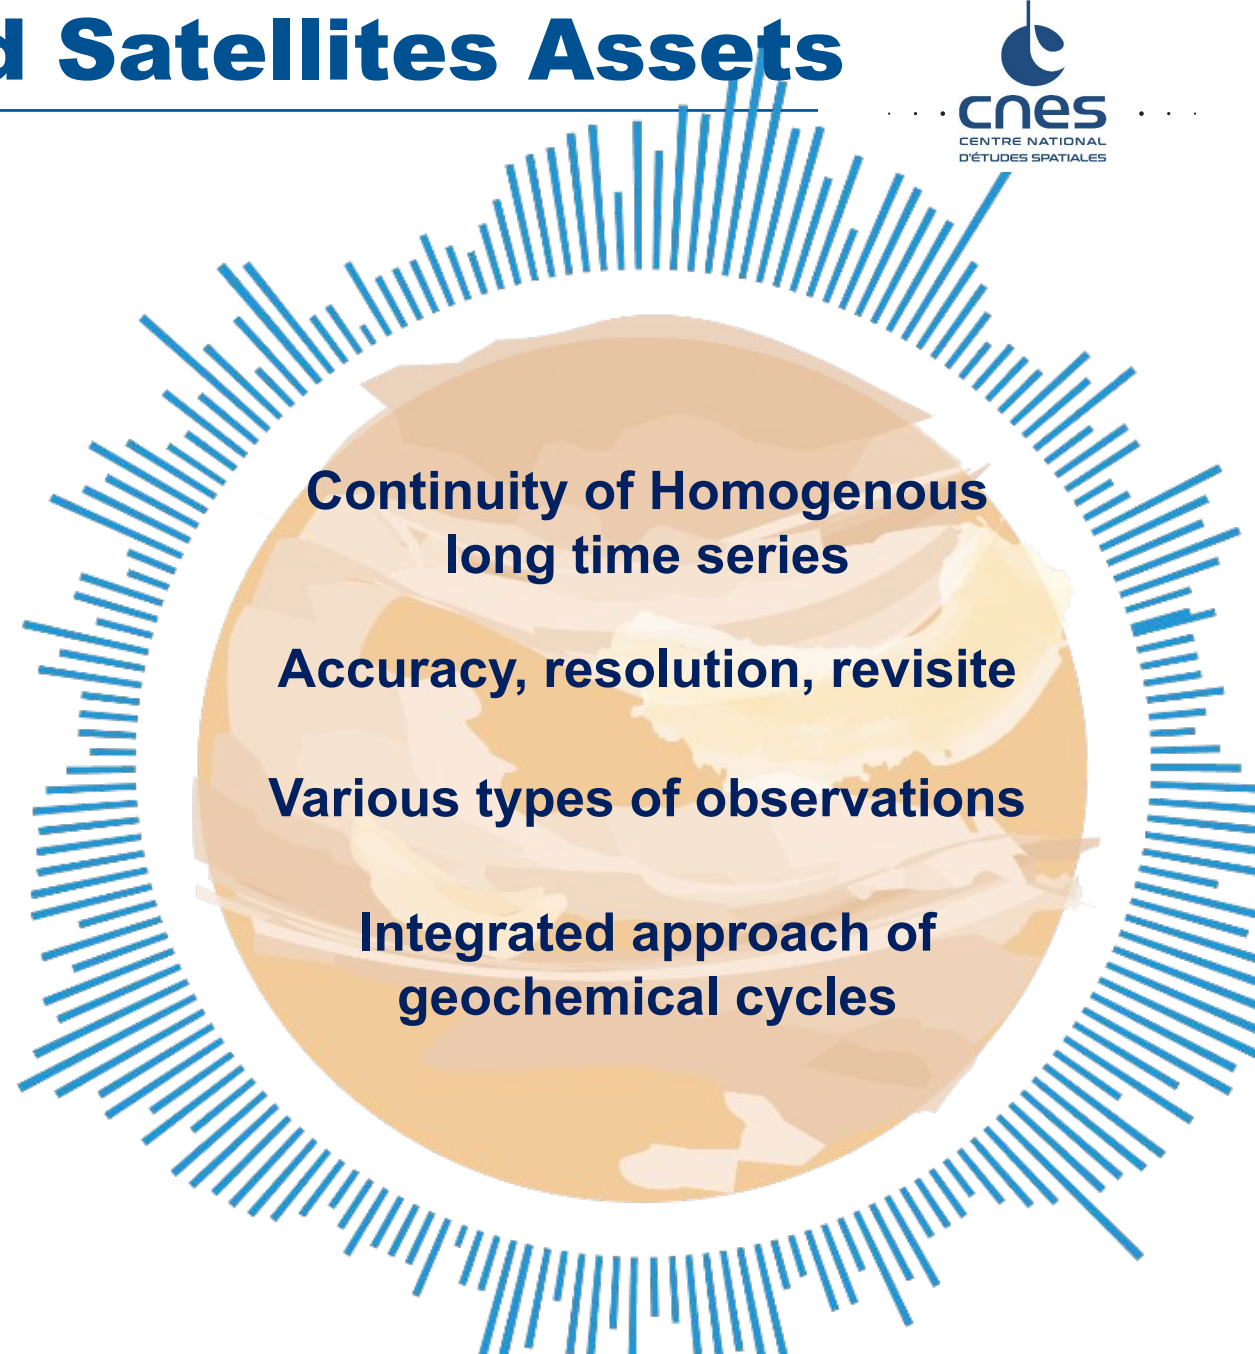 d Satellites Assets
cnes
CENTRE NATIONAL
D'ÉTUDES SPATIALES
Continuity of Homogenous
long time series
Accuracy, resolution, revisite
Various types of observations
Integrated approach of
geochemical cycles